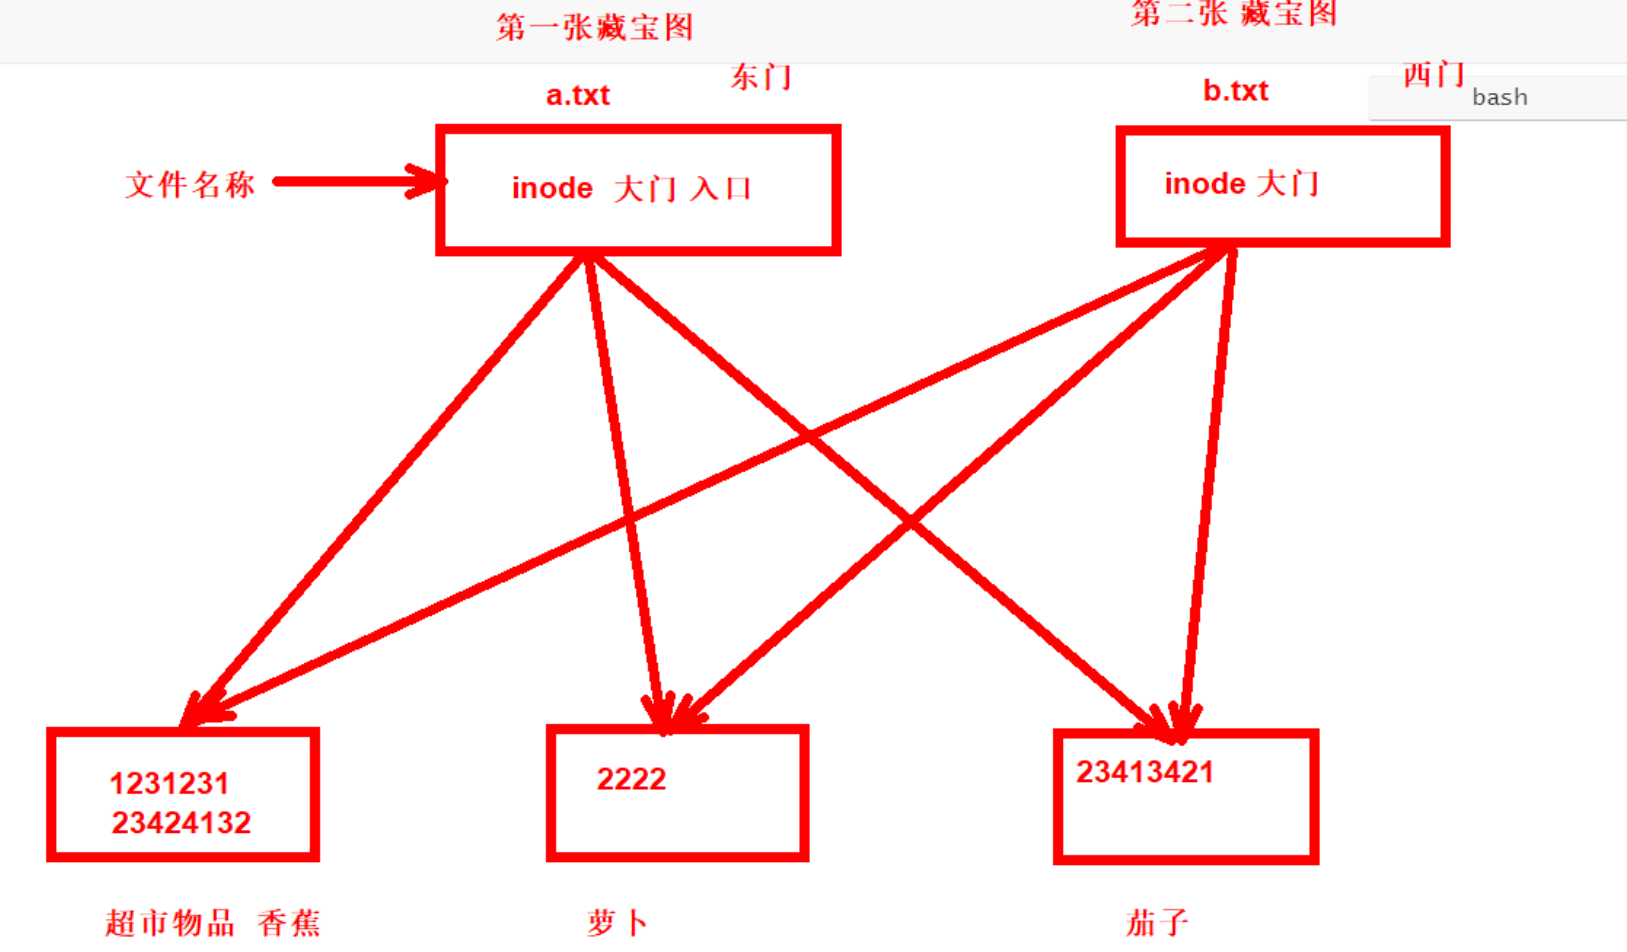 第一张藏宝图
第二张 藏宝图
东门
西门
a.txt
b.txt
bash
文件名称
inode 大门 入口
inode 大门
1231231
23424132
2222
23413421
超市物品 香蕉
萝卜
茄子